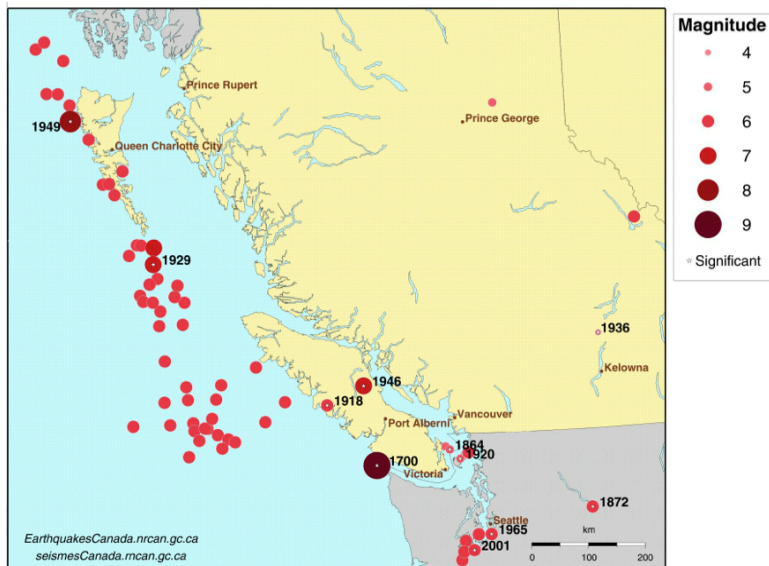 Magnitude
4
5
6
7
8
9
Significant
Prince Rupert
Prince George
1949
Queen Charlotte City
1929
1936
Kelowna
1946
1918
Vancouver
Port Alberni
1864
1920
1700
Victoria
1872
Seattle
1965
2001
km
0 100 200
EarthquakesCanada.nrcan.gc.ca
seismesCanada.nrcan.gc.ca